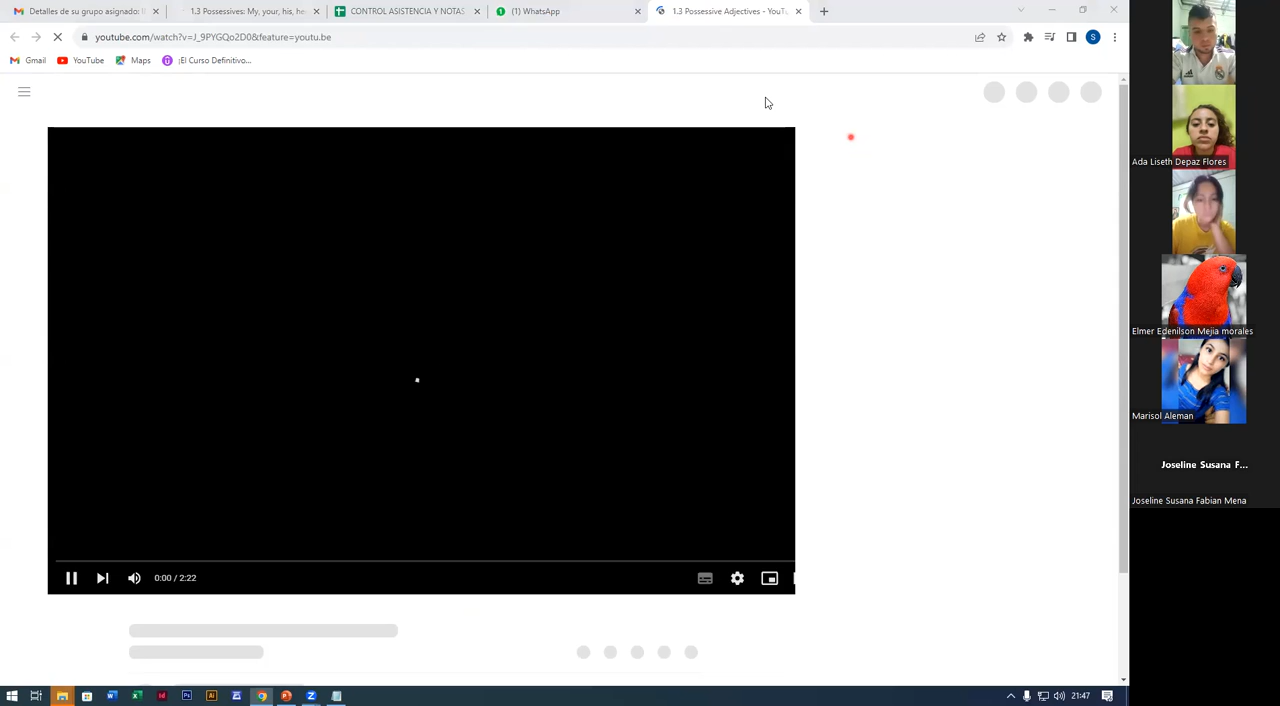 Detalles de su grupo asignado: I
1.3 Possessives: My, your, his, he
CONTROL ASISTENCIA Y NOTAS
(1) WhatsApp
1.3 Possessive Adjectives - YouTu
youtube.com/watch?v=J_9PYGQo2D0&feature=youtu.be
S
Gmail
YouTube
Maps
¡El Curso Definitivo...
Ada Liseth Depaz Flores
Elmer Edenilson Mejia morales
Marisol Aleman
Joseline Susana F...
Joseline Susana Fabian Mena
0:00 / 2:22
21:47